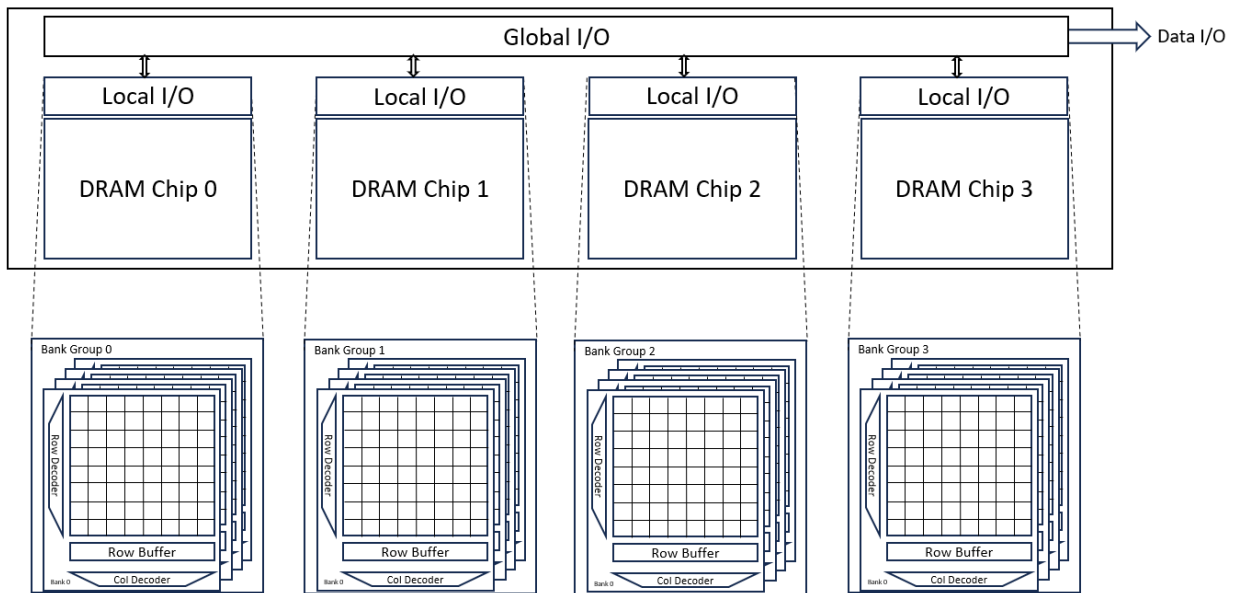 Global I/O
Data I/O
Local I/O
Local I/O
Local I/O
Local I/O
DRAM Chip 0
DRAM Chip 1
DRAM Chip 2
DRAM Chip 3
Bank Group 0
Bank Group 1
Bank Group 2
Bank Group 3
Row Decoder
Row Decoder
Row Decoder
Row Decoder
Row Buffer
Row Buffer
Row Buffer
Row Buffer
Bank 0
Col Decoder
Bank 0
Col Decoder
Bank 0
Col Decoder
Bank 0
Col Decoder